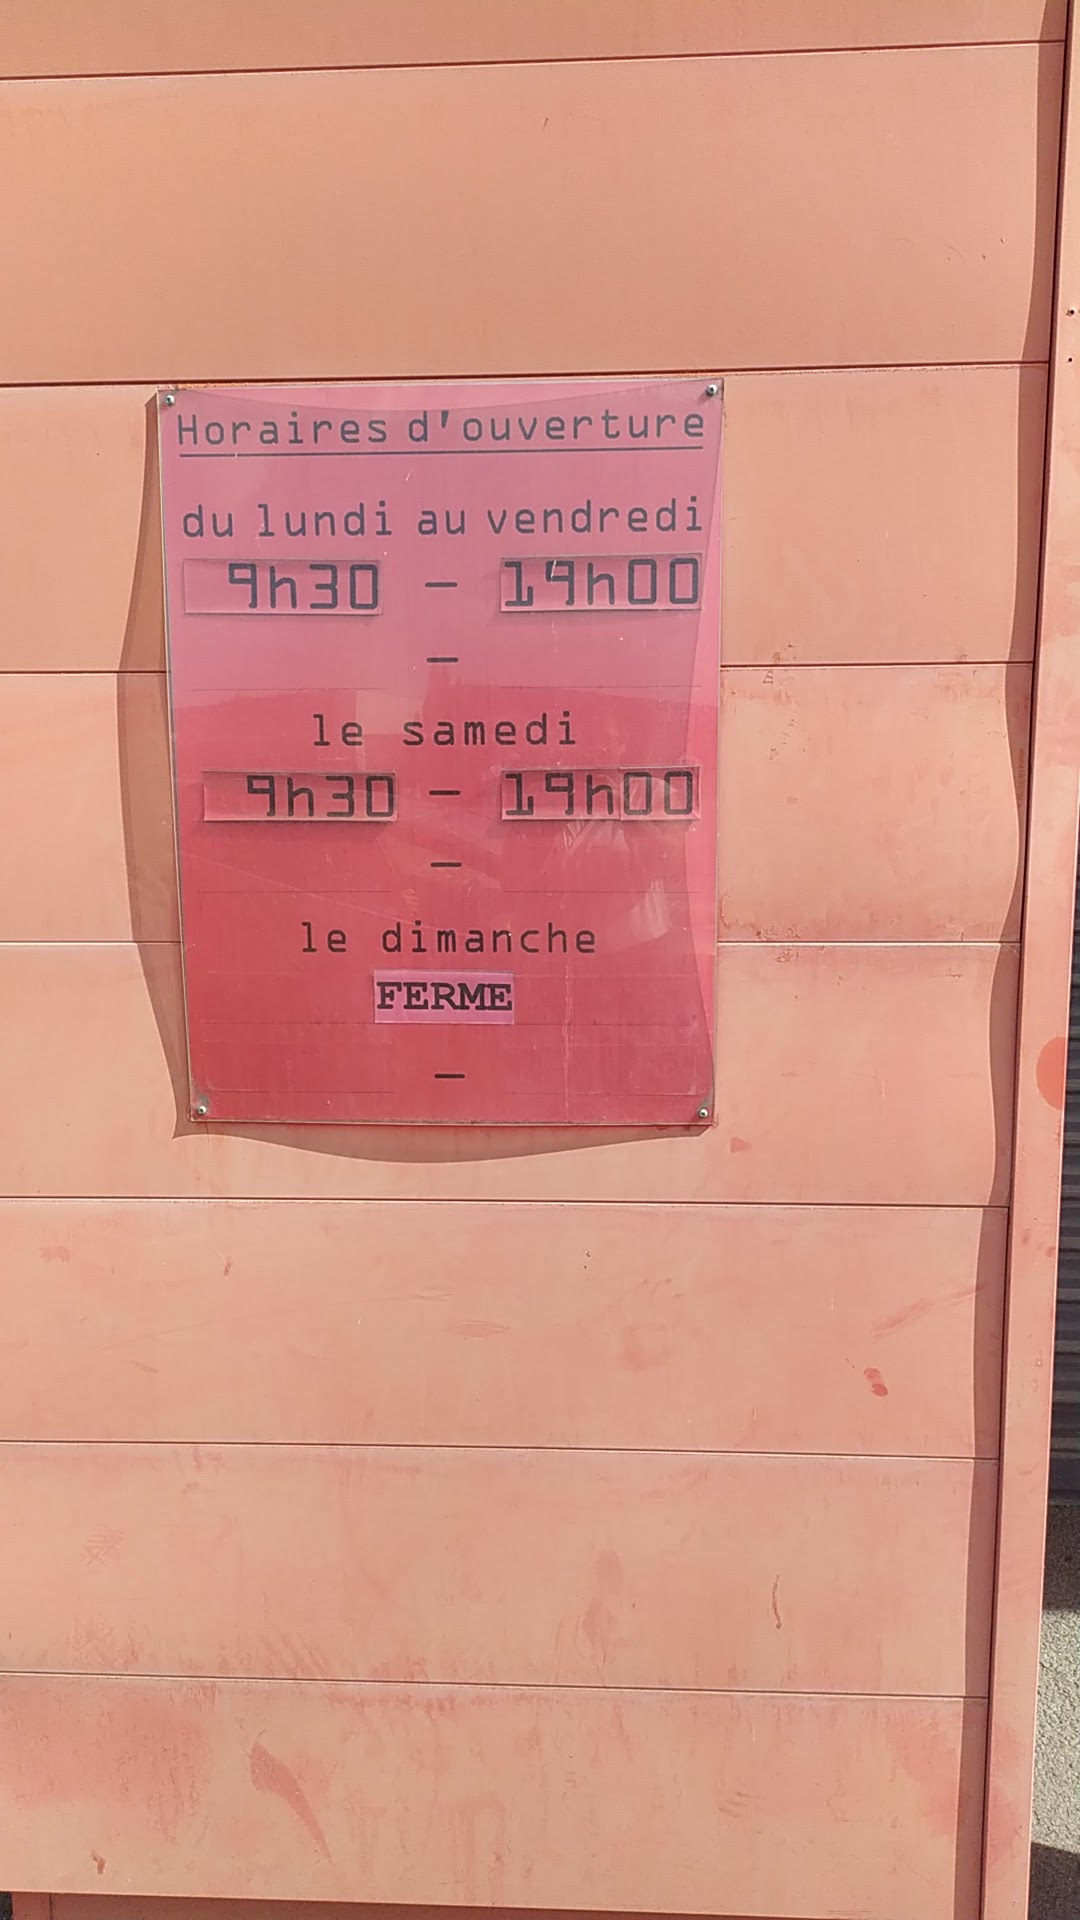 Horaires d'ouverture
du lundi au vendredi
9h30 - 19h00
-
le samedi
9h30 - 19h00
-
le dimanche
FERME
-